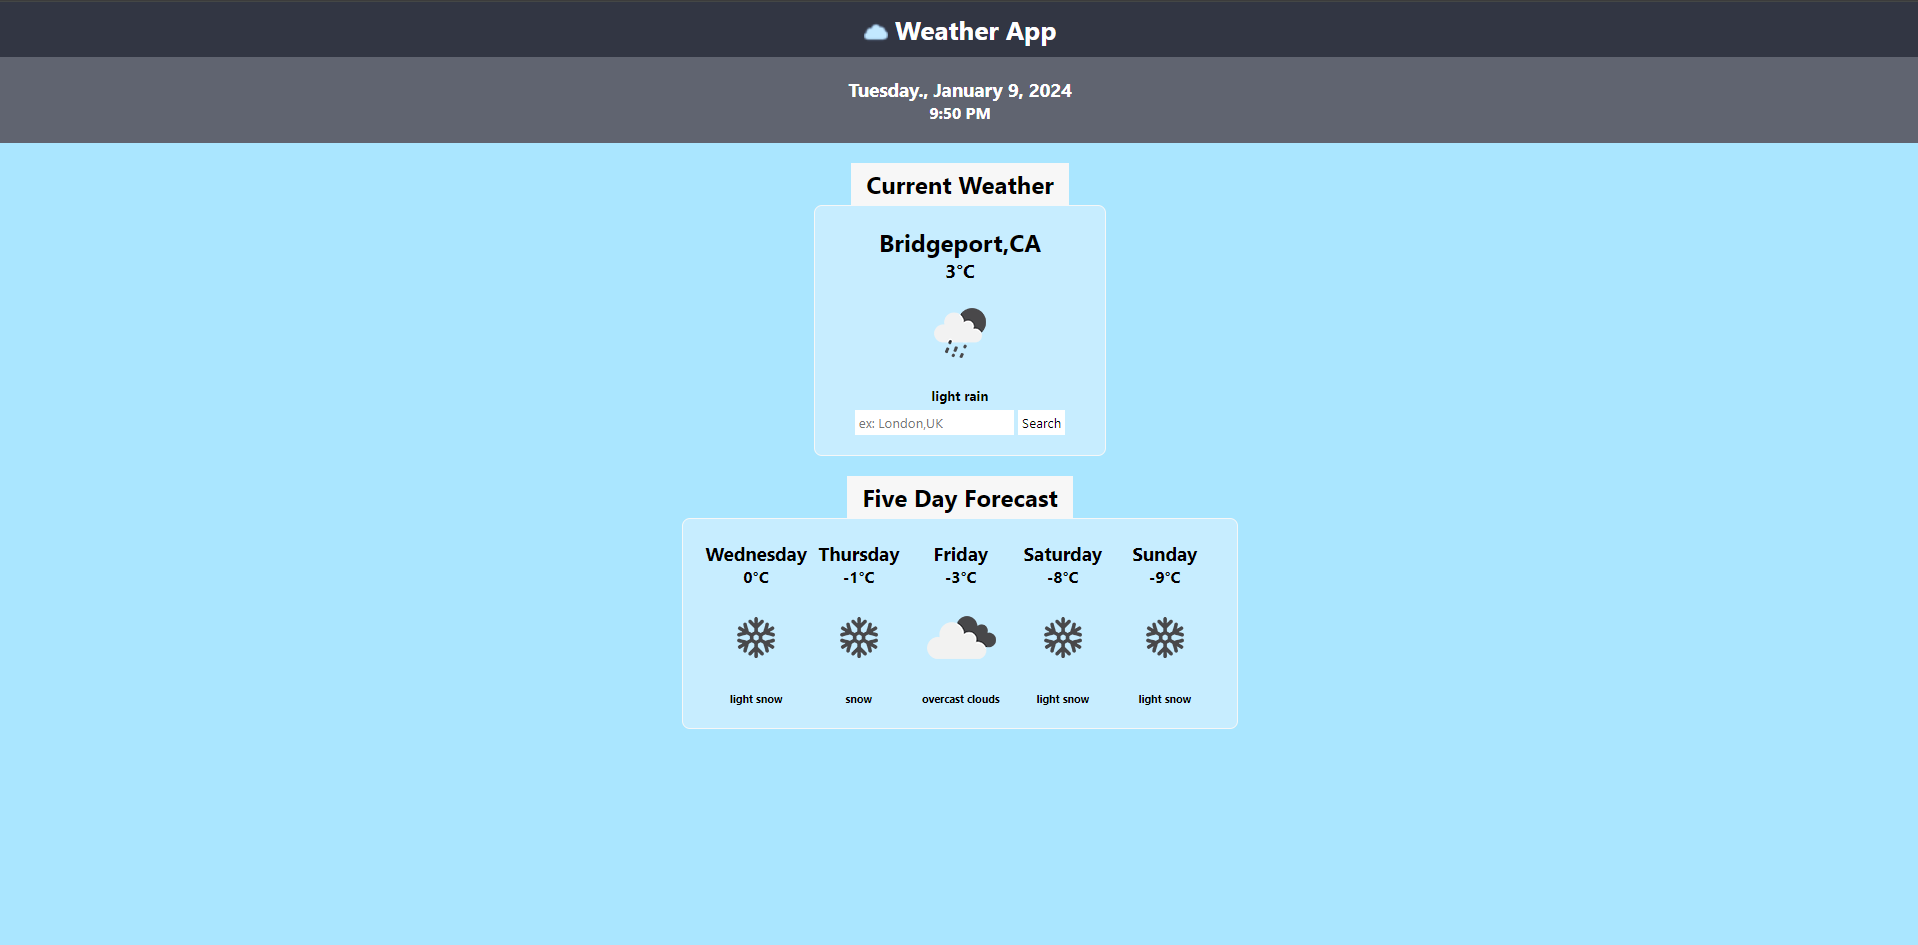 Weather App
Tuesday., January 9, 2024
9:50 PM
Current Weather
Bridgeport,CA
3°C
light rain
ex: London,UK Search
Five Day Forecast
Wednesday Thursday Friday Saturday Sunday
0°C -1°C -3°C -8°C -9°C
light snow snow overcast clouds light snow light snow